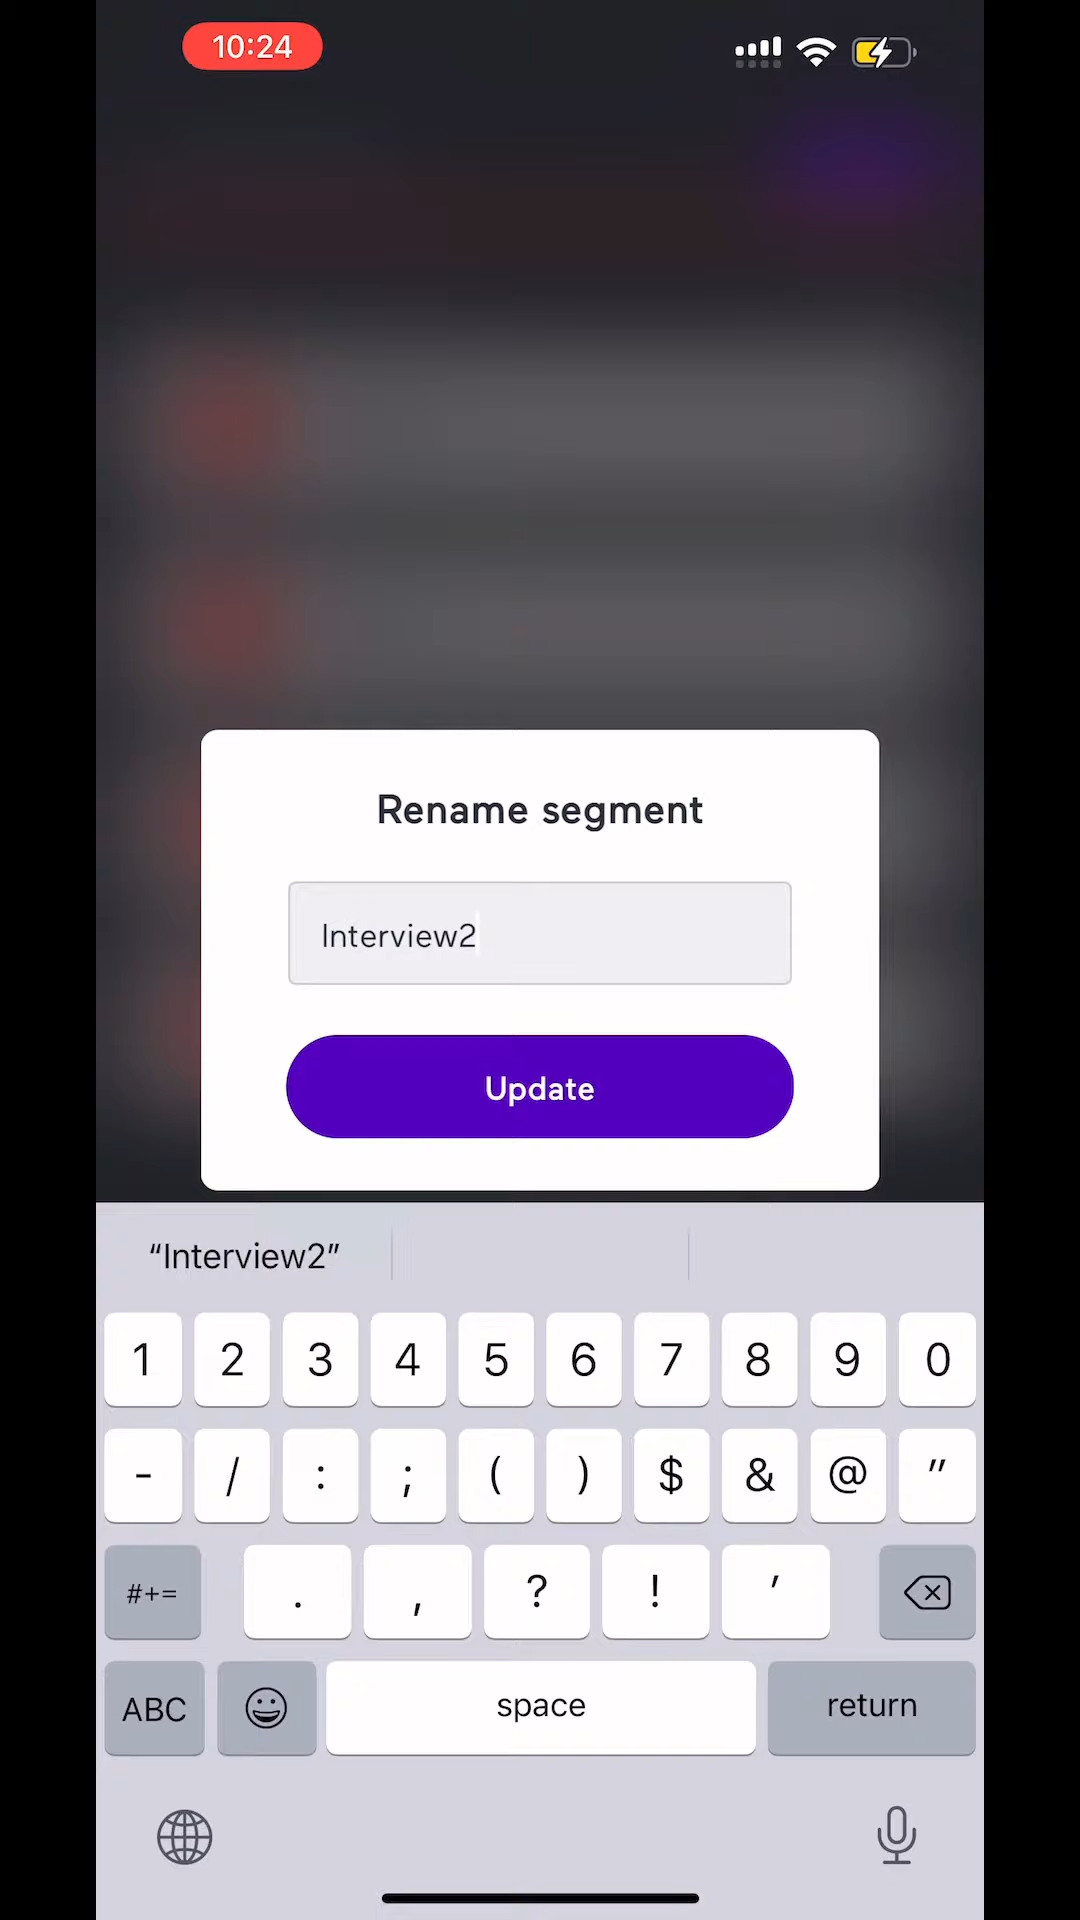 10:24
Rename segment
Interview2
Update
“Interview2”
1 2 3 4 5 6 7 8 9 0
- / : ; ( ) $ & @ "
#+= . , ? ! '
ABC space return